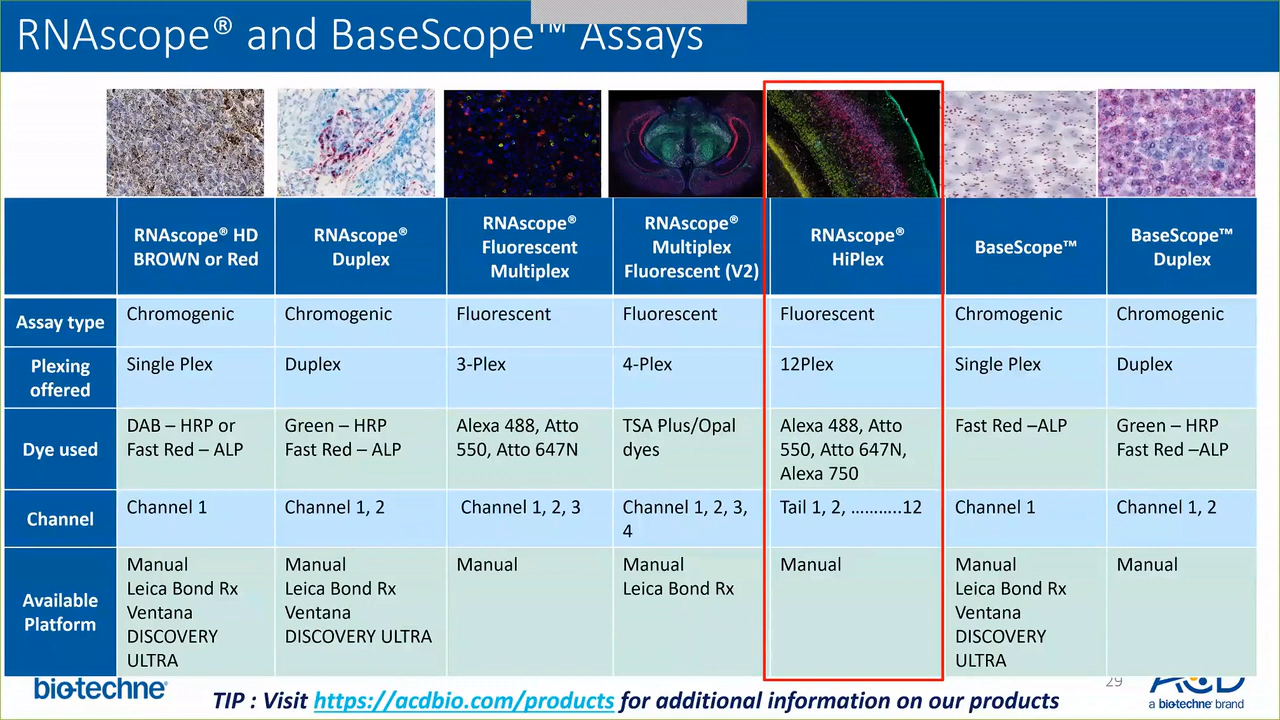 RNAscope® and BaseScope™ Assays
RNAscope® HD
BROWN or Red
RNAscope®
Duplex
RNAscope®
Fluorescent
Multiplex
RNAscope®
Multiplex
Fluorescent (V2)
RNAscope®
HiPlex
BaseScope™
BaseScope™
Duplex
Assay type
Chromogenic
Chromogenic
Fluorescent
Fluorescent
Fluorescent
Chromogenic
Chromogenic
Plexing
offered
Single Plex
Duplex
3-Plex
4-Plex
12Plex
Single Plex
Duplex
Dye used
DAB – HRP or
Fast Red – ALP
Green – HRP
Fast Red – ALP
Alexa 488, Atto
550, Atto 647N
TSA Plus/Opal
dyes
Alexa 488, Atto
550, Atto 647N,
Alexa 750
Fast Red –ALP
Green – HRP
Fast Red –ALP
Channel
Channel 1
Channel 1, 2
Channel 1, 2, 3
Channel 1, 2, 3,
4
Tail 1, 2, ………..12
Channel 1
Channel 1, 2
Available
Platform
Manual
Leica Bond Rx
Ventana
DISCOVERY
ULTRA
Manual
Leica Bond Rx
Ventana
DISCOVERY ULTRA
Manual
Manual
Leica Bond Rx
Manual
Manual
Leica Bond Rx
Ventana
DISCOVERY
ULTRA
Manual
bio-techne®
TIP : Visit https://acdbio.com/products for additional information on our products
29
ACD
a biotechne brand